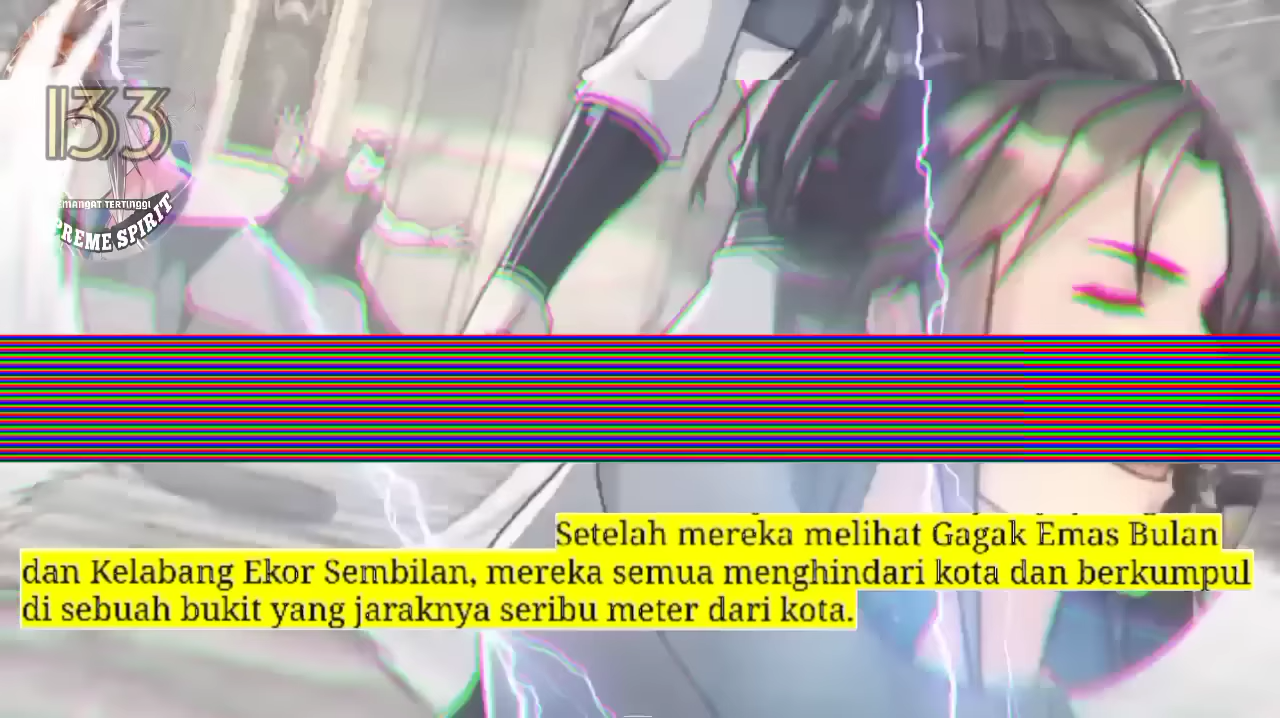 133
EMANGAT TERTINGGI
PREME SPIRIT
Setelah mereka melihat Gagak Emas Bulan
dan Kelabang Ekor Sembilan, mereka semua menghindari kota dan berkumpul
di sebuah bukit yang jaraknya seribu meter dari kota.